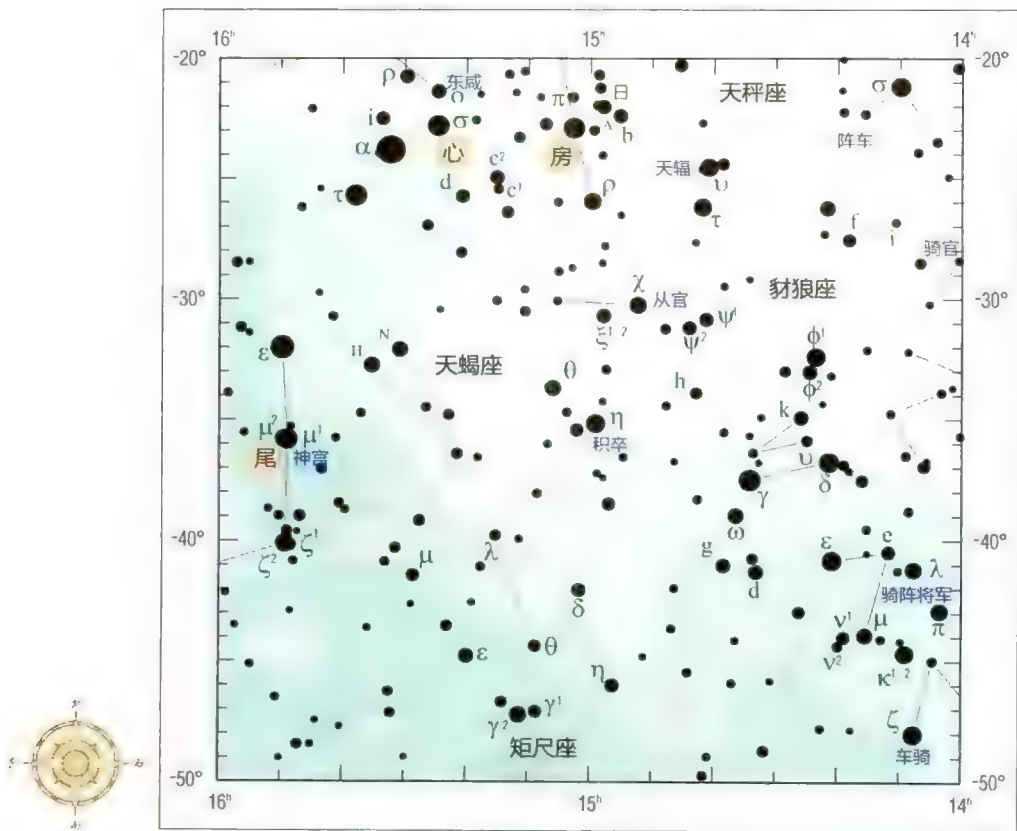 16ʰ 15ʰ 14ʰ
-20° -20°
ρ 东咸 ο π 日 天秤座 σ
i σ A b 阵车
α 心 房
c² 天辐 υ
τ d c¹ ρ τ f i
骑官
豺狼座
-30° χ 从官 -30°
ξ¹·² ψ² ψ¹ φ¹
ε H N 天蝎座 θ h φ²
k
μ² μ¹ η υ
尾 神宫 积卒 γ δ
-40° ω -40°
ζ² ζ¹ λ g ε e
μ d λ
δ 骑阵将军
ν¹ μ π
ε θ ν² κ¹·²
η
γ² γ¹ ζ
矩尺座 车骑
-50° -50°
16ʰ 15ʰ 14ʰ